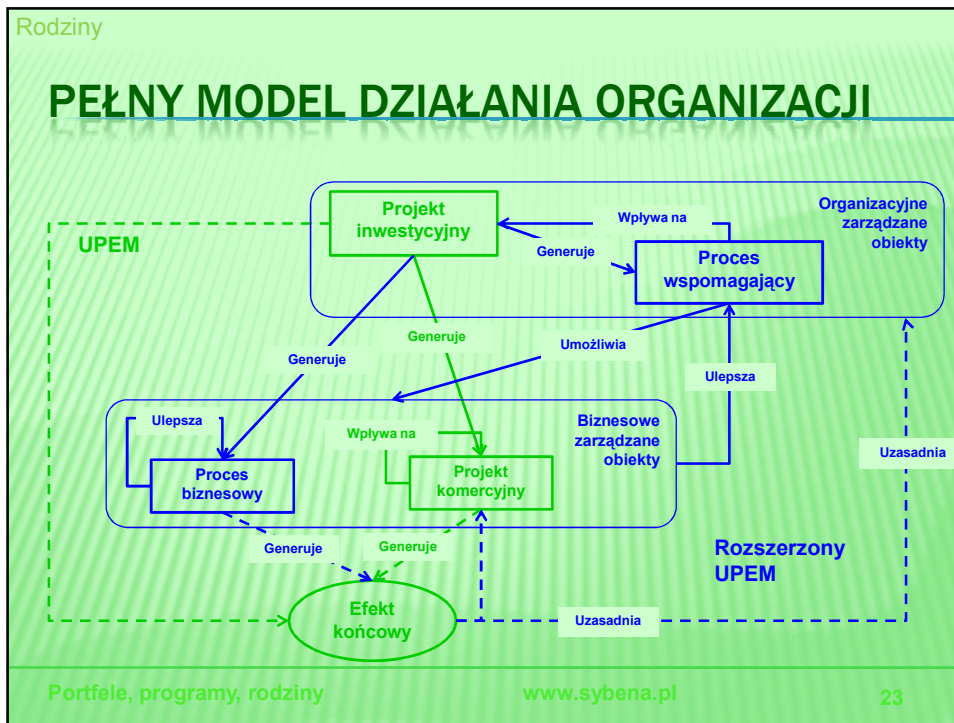 Rodziny
PEŁNY MODEL DZIAŁANIA ORGANIZACJI
Projekt
inwestycyjny
Wpływa na
Organizacyjne
zarządzane
obiekty
UPEM
Generuje
Proces
wspomagający
Generuje
Generuje
Umożliwia
Ulepsza
Ulepsza
Wpływa na
Biznesowe
zarządzane
obiekty
Uzasadnia
Proces
biznesowy
Projekt
komercyjny
Generuje
Generuje
Rozszerzony
UPEM
Efekt
końcowy
Uzasadnia
Portfele, programy, rodziny
www.sybena.pl
23